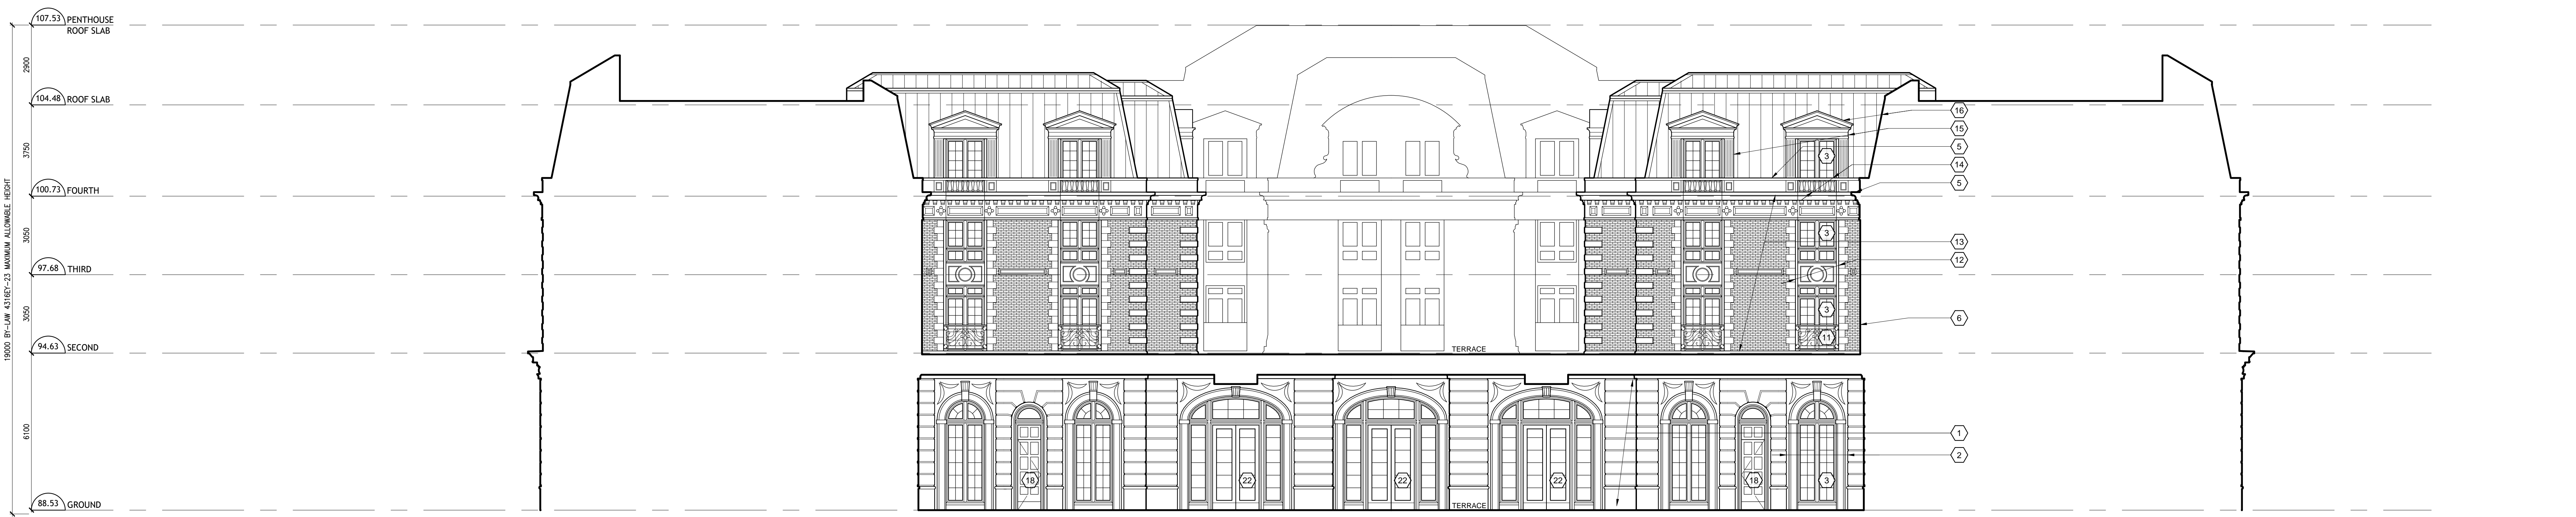 107.53 PENTHOUSE
ROOF SLAB
2900
104.48 ROOF SLAB
16
15
3750
3
5
14
100.73 FOURTH
5
19000 BY-LAW 4316EY-23 MAXIMUM ALLOWABLE HEIGHT
3050
3
13
12
97.68 THIRD
3050
3
6
11
94.63 SECOND
TERRACE
6100
1
2
18
22
22
22
18
3
88.53 GROUND
TERRACE